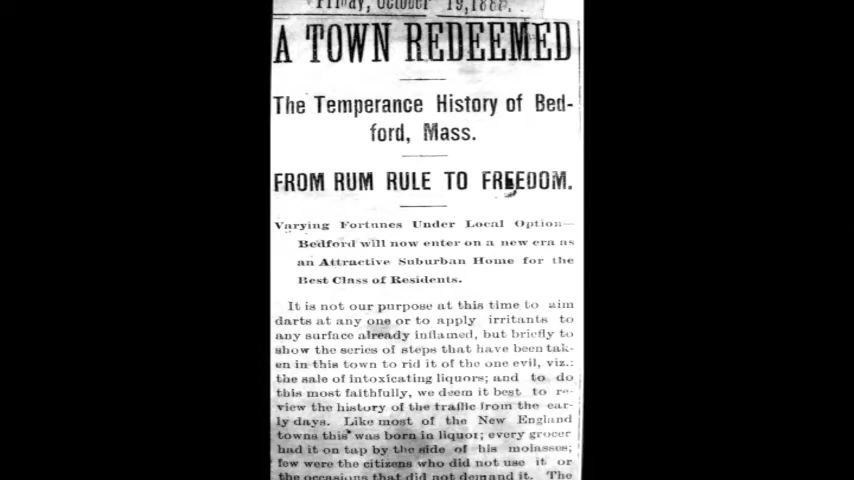 Friday, October 19, 188
A TOWN REDEEMED
The Temperance History of Bed-
ford, Mass.
FROM RUM RULE TO FREEDOM.
Varying Fortunes Under Local Option—
Bedford will now enter on a new era as
an Attractive Suburban Home for the
Best Class of Residents.
It is not our purpose at this time to aim
darts at any one or to apply irritants to
any surface already inflamed, but briefly to
show the series of steps that have been tak-
en in this town to rid it of the one evil, viz.:
the sale of intoxicating liquors; and to do
this most faithfully, we deem it best to re-
view the history of the traffic from the ear-
ly days. Like most of the New England
towns this was born in liquor; every grocer
had it on tap by the side of his molasses;
few were the citizens who did not use it or
the occasions that did not demand it. The